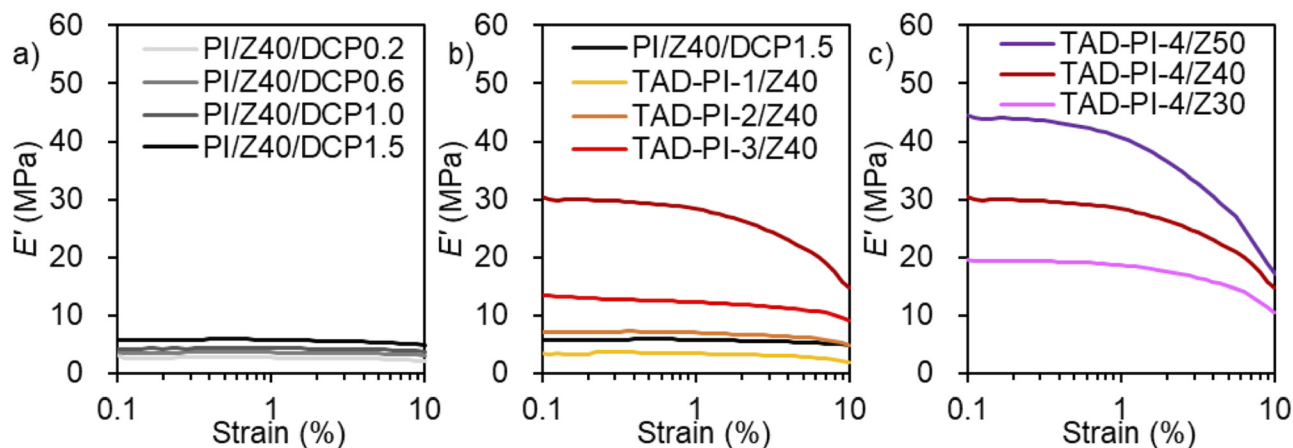 a)
60
50
40
30
20
10
0
E' (MPa)
PI/Z40/DCP0.2
PI/Z40/DCP0.6
PI/Z40/DCP1.0
PI/Z40/DCP1.5
0.1 1 10
Strain (%)
b)
60
50
40
30
20
10
0
E' (MPa)
PI/Z40/DCP1.5
TAD-PI-1/Z40
TAD-PI-2/Z40
TAD-PI-3/Z40
0.1 1 10
Strain (%)
c)
60
50
40
30
20
10
0
E' (MPa)
TAD-PI-4/Z50
TAD-PI-4/Z40
TAD-PI-4/Z30
0.1 1 10
Strain (%)